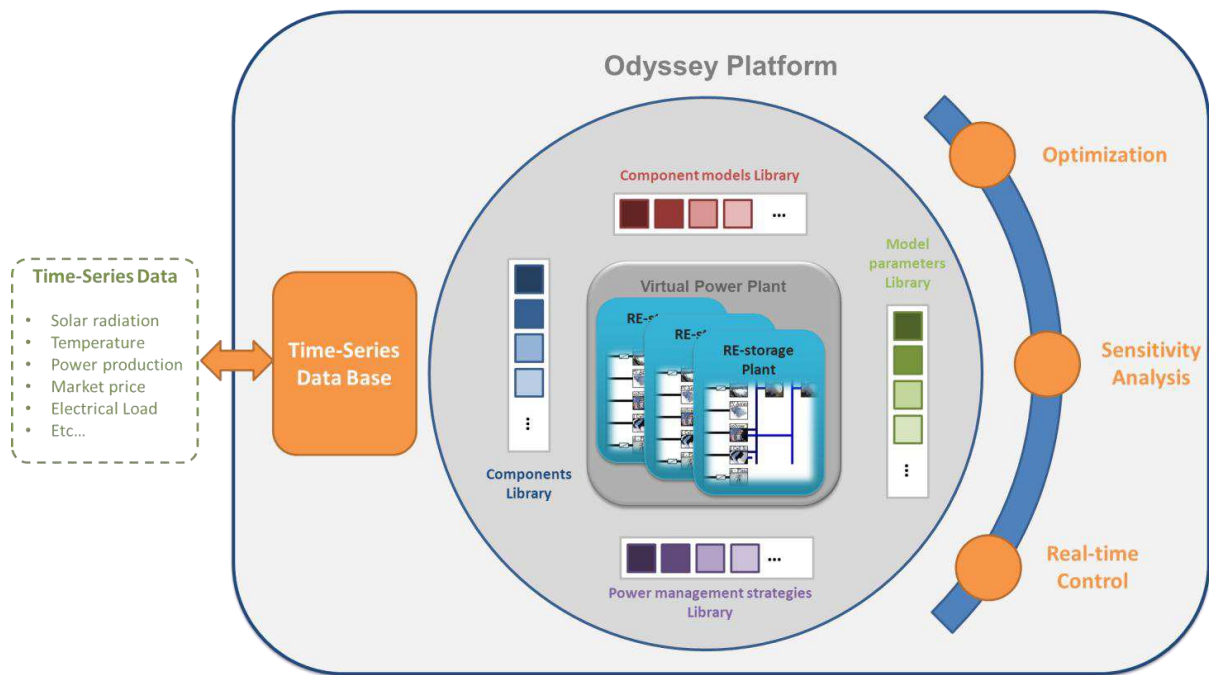 Odyssey Platform
Time-Series Data
• Solar radiation
• Temperature
• Power production
• Market price
• Electrical Load
• Etc...
Time-Series
Data Base
Component models Library
...
Components
Library
...
Virtual Power Plant
RE-s
RE-s
RE-storage
Plant
Model
parameters
Library
...
...
Power management strategies
Library
Optimization
Sensitivity
Analysis
Real-time
Control